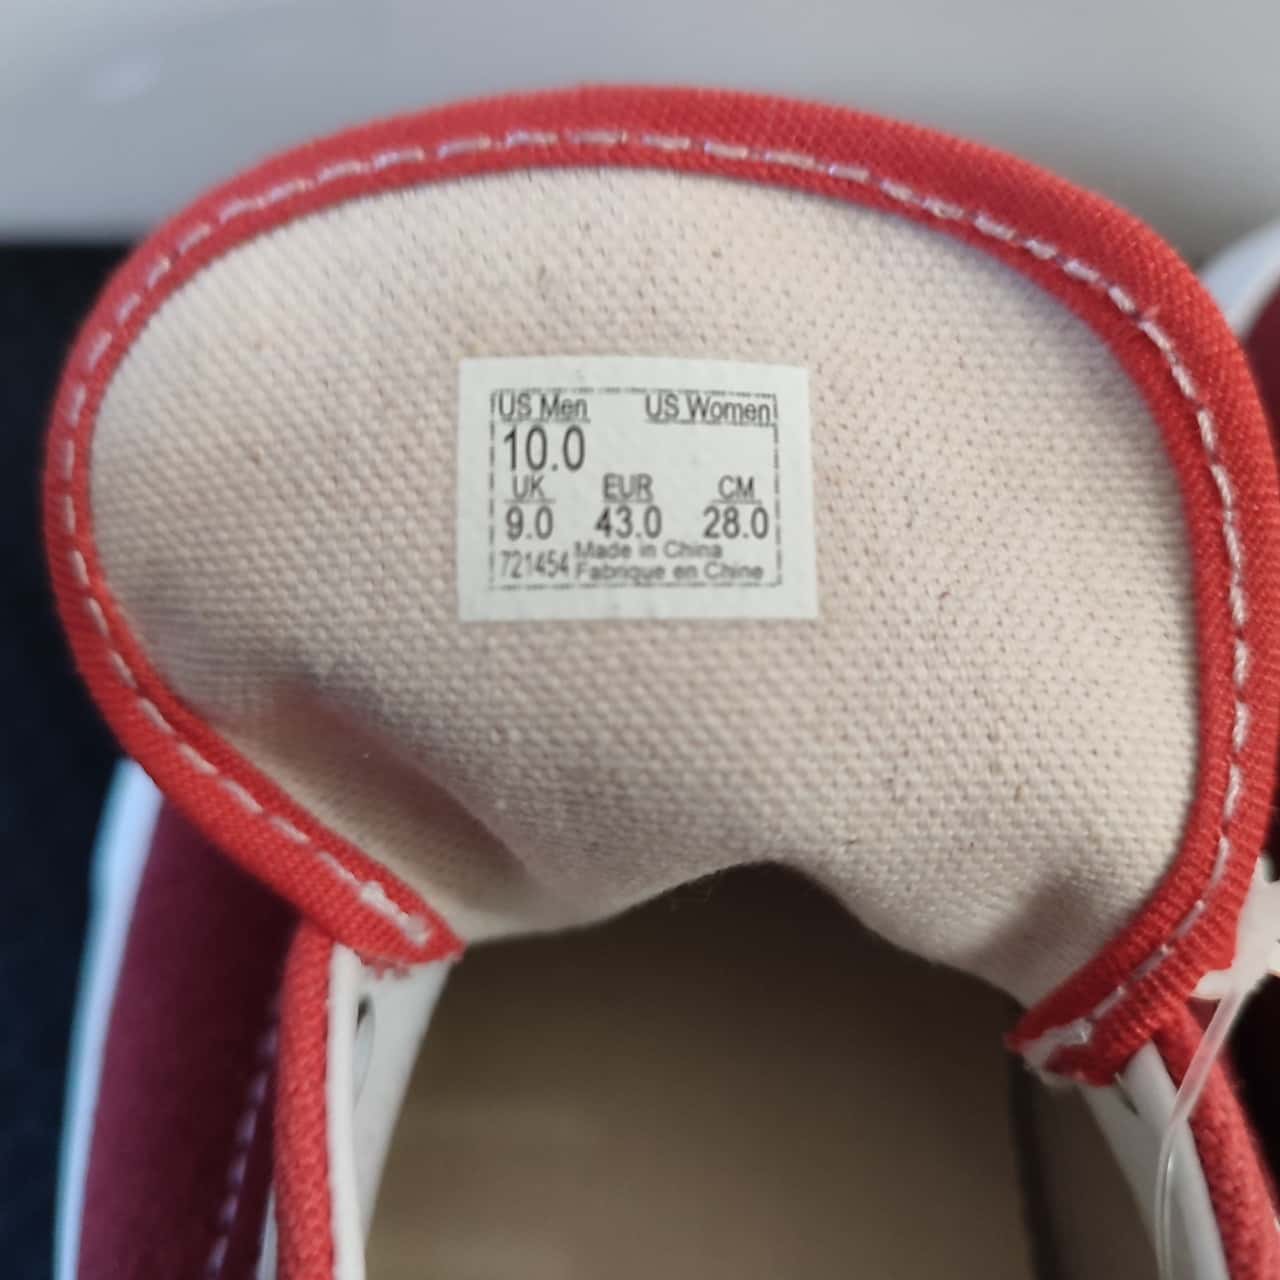 US Men US Women
10.0
UK EUR CM
9.0 43.0 28.0
721454 Made in China
Fabrique en Chine